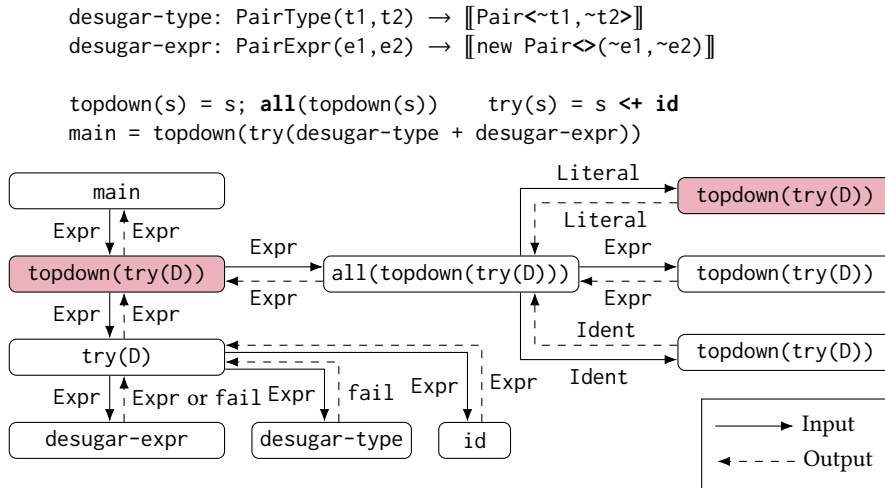 desugar-type: PairType(t1,t2) → ⟦Pair<~t1,~t2>⟧
desugar-expr: PairExpr(e1,e2) → ⟦new Pair<>(~e1,~e2)⟧
topdown(s) = s; all(topdown(s)) try(s) = s <+ id
main = topdown(try(desugar-type + desugar-expr))
Literal
main
topdown(try(D))
Literal
Expr Expr
Expr
Expr
topdown(try(D))
all(topdown(try(D)))
topdown(try(D))
Expr
Expr
Expr Expr
Ident
try(D)
topdown(try(D))
Ident
Expr
Expr or fail
Expr
fail
Expr
Expr
desugar-expr
desugar-type
id
Input
Output